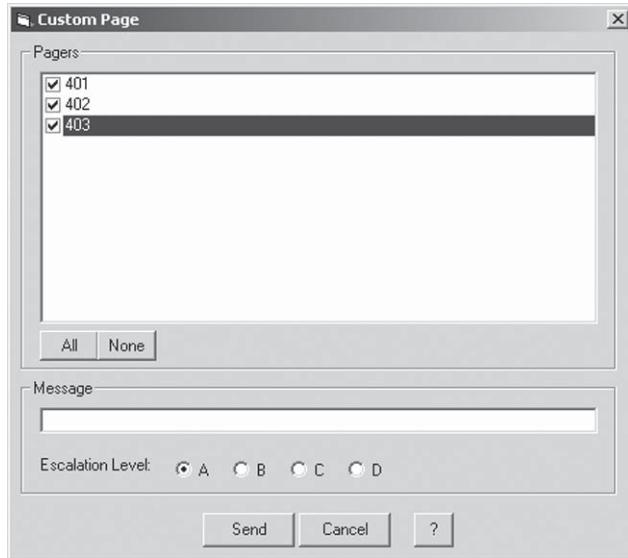 Custom Page
Pagers
401
402
403
All None
Message
Escalation Level: A B C D
Send Cancel ?